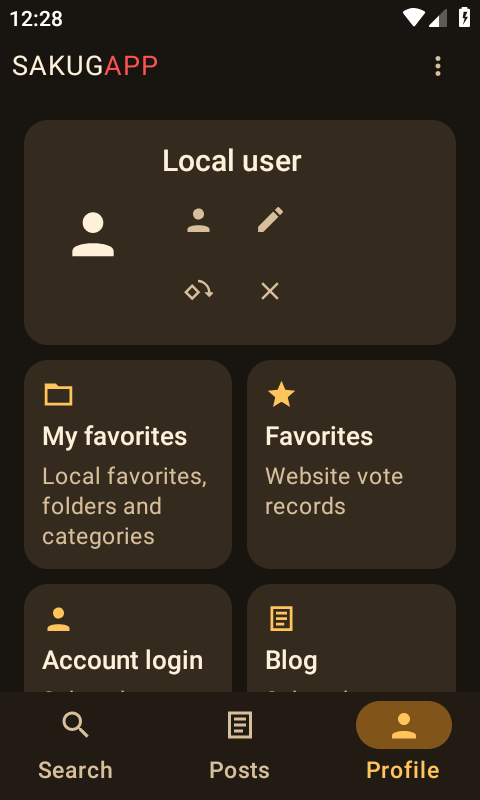 12:28
SAKUGAPP
Local user
My favorites
Local favorites,
folders and
categories
Favorites
Website vote
records
Account login
Blog
Search
Posts
Profile